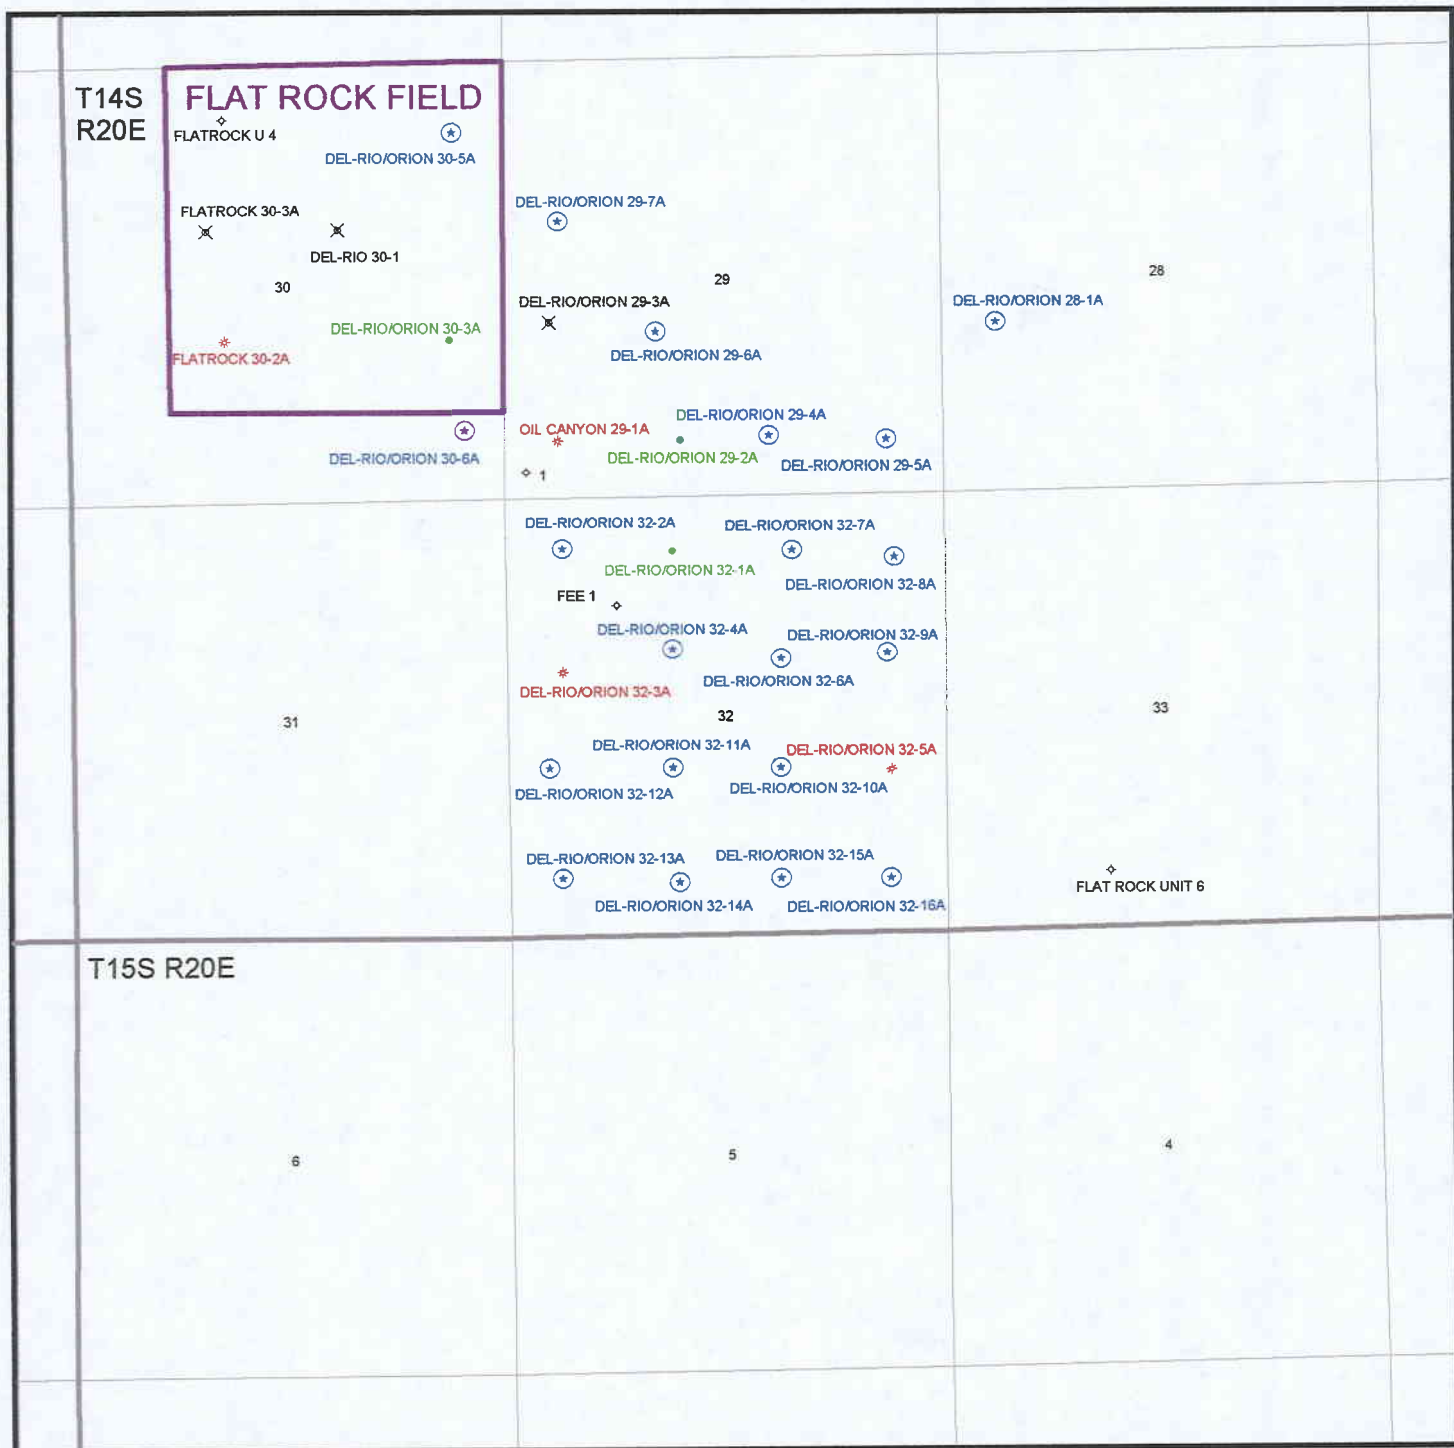 T14S
R20E
FLAT ROCK FIELD
FLATROCK U 4
DEL-RIO/ORION 30-5A
DEL-RIO/ORION 29-7A
FLATROCK 30-3A
DEL-RIO 30-1
30
29
28
DEL-RIO/ORION 29-3A
DEL-RIO/ORION 28-1A
DEL-RIO/ORION 30-3A
FLATROCK 30-2A
DEL-RIO/ORION 29-6A
DEL-RIO/ORION 30-6A
OIL CANYON 29-1A
DEL-RIO/ORION 29-4A
DEL-RIO/ORION 29-2A
DEL-RIO/ORION 29-5A
1
DEL-RIO/ORION 32-2A
DEL-RIO/ORION 32-7A
DEL-RIO/ORION 32-1A
DEL-RIO/ORION 32-8A
FEE 1
DEL-RIO/ORION 32-4A
DEL-RIO/ORION 32-9A
DEL-RIO/ORION 32-3A
DEL-RIO/ORION 32-6A
31
32
33
DEL-RIO/ORION 32-11A
DEL-RIO/ORION 32-5A
DEL-RIO/ORION 32-12A
DEL-RIO/ORION 32-10A
DEL-RIO/ORION 32-13A
DEL-RIO/ORION 32-15A
DEL-RIO/ORION 32-14A
DEL-RIO/ORION 32-16A
FLAT ROCK UNIT 6
T15S R20E
6
5
4